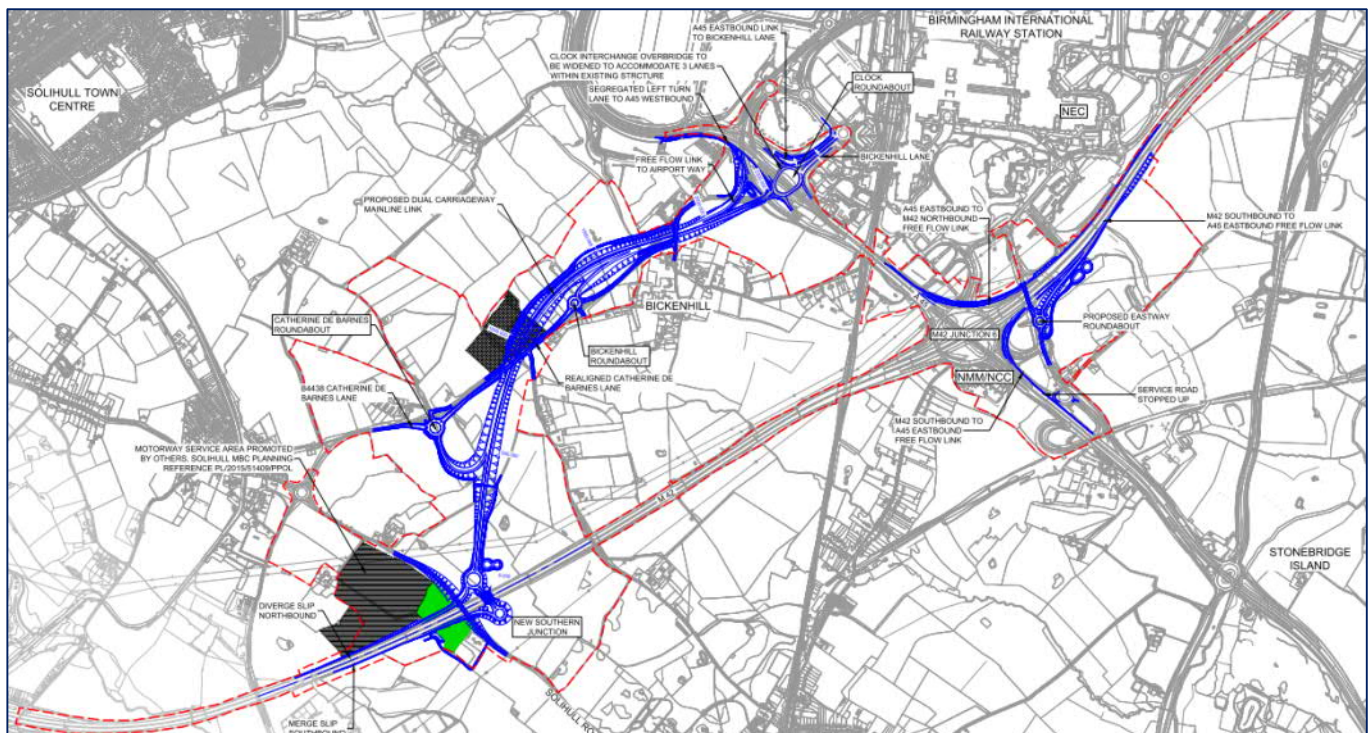 BIRMINGHAM INTERNATIONAL
RAILWAY STATION
A45 EASTBOUND LINK
TO BICKENHILL LANE
CLOCK INTERCHANGE OVERBRIDGE TO
BE WIDENED TO ACCOMMODATE 3 LANES
WITHIN EXISTING STRCTURE
SEGREGATED LEFT TURN
LANE TO A45 WESTBOUND
CLOCK
ROUNDABOUT
SOLIHULL TOWN
CENTRE
NEC
FREE FLOW LINK
TO AIRPORT WAY
BICKENHILL LANE
PROPOSED DUAL CARRIAGEWAY
MAINLINE LINK
A45 EASTBOUND TO
M42 NORTHBOUND
FREE FLOW LINK
M42 SOUTHBOUND TO
A45 EASTBOUND FREE FLOW LINK
BICKENHILL
A45
CATHERINE DE BARNES
ROUNDABOUT
PROPOSED EASTWAY
ROUNDABOUT
M42 JUNCTION 6
BICKENHILL
ROUNDABOUT
NMM/NCC
REALIGNED CATHERINE DE
BARNES LANE
B4438 CATHERINE DE
BARNES LANE
SERVICE ROAD
STOPPED UP
M42 SOUTHBOUND TO
A45 EASTBOUND
FREE FLOW LINK
MOTORWAY SERVICE AREA PROMOTED
BY OTHERS, SOLIHULL MBC PLANNING
REFERENCE PL/2015/51409/PPOL
M42
STONEBRIDGE
ISLAND
DIVERGE SLIP
NORTHBOUND
NEW SOUTHERN
JUNCTION
SOLIHULL
MERGE SLIP
SOUTHBOUND